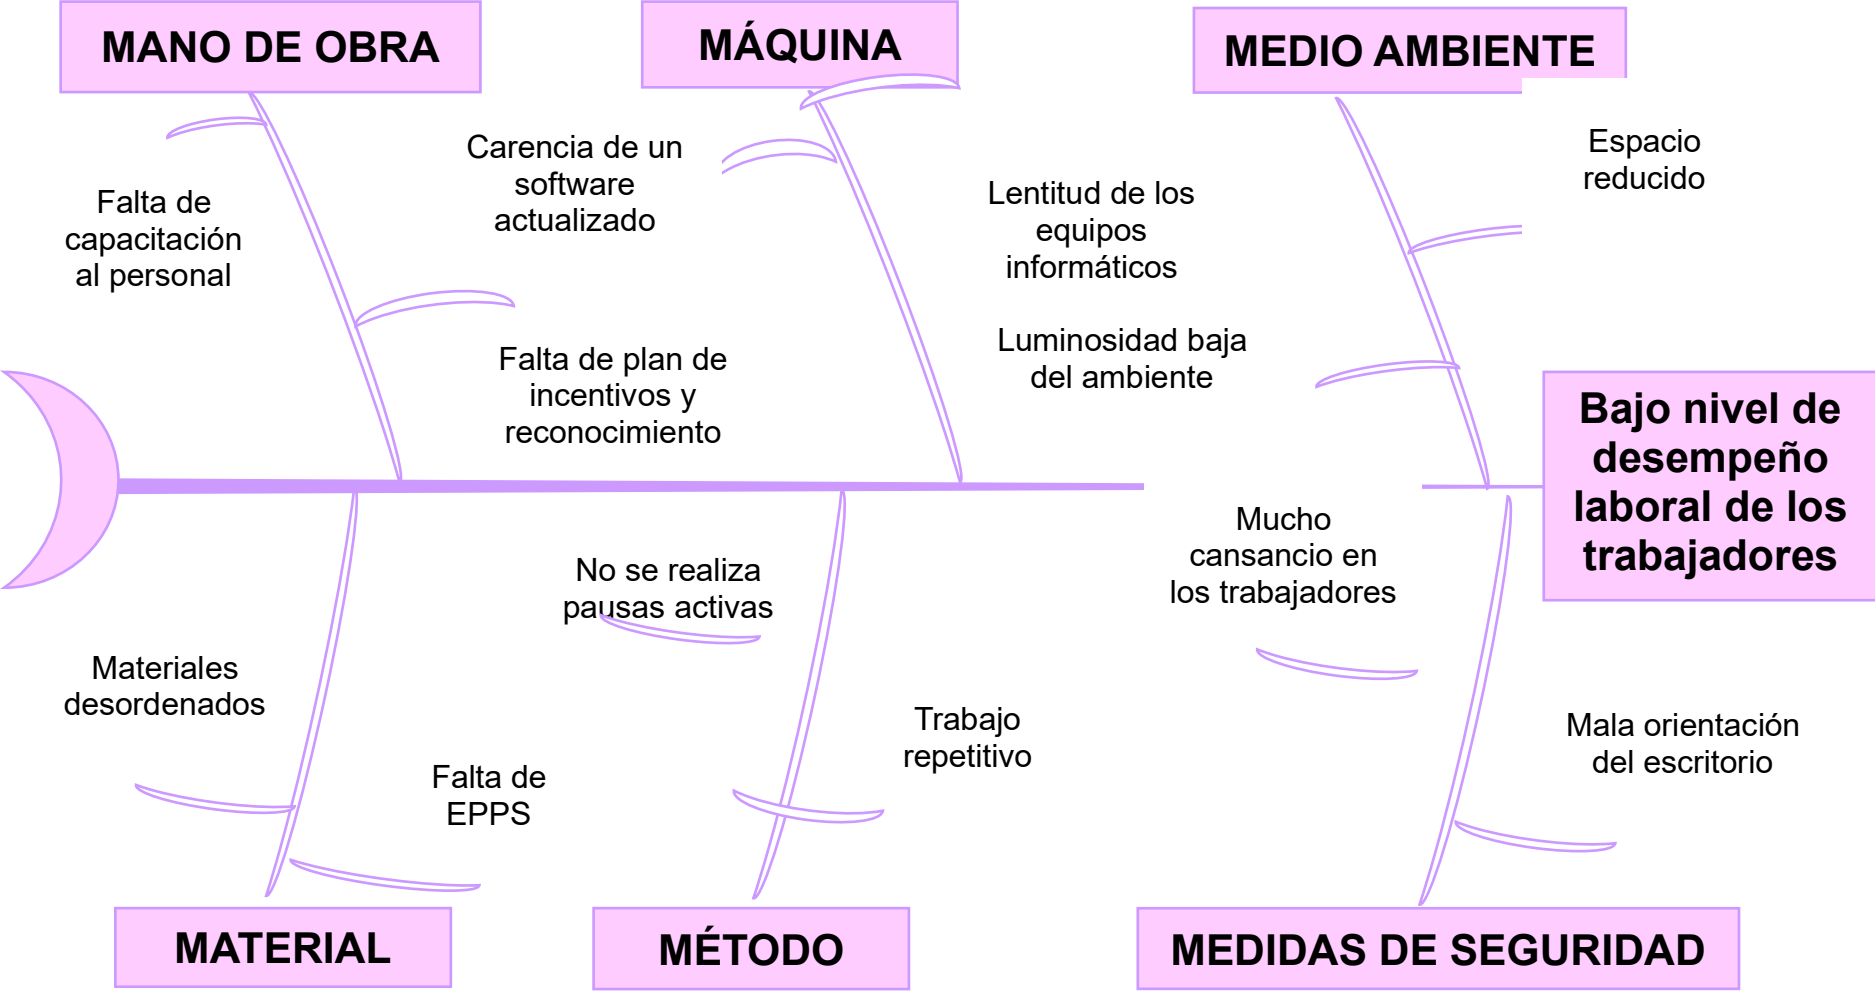 MANO DE OBRA
MÁQUINA
MEDIO AMBIENTE
Falta de
capacitación
al personal
Carencia de un
software
actualizado
Lentitud de los
equipos
informáticos
Espacio
reducido
Falta de plan de
incentivos y
reconocimiento
Luminosidad baja
del ambiente
Bajo nivel de
desempeño
laboral de los
trabajadores
Materiales
desordenados
Falta de
EPPS
No se realiza
pausas activas
Trabajo
repetitivo
Mucho
cansancio en
los trabajadores
Mala orientación
del escritorio
MATERIAL
MÉTODO
MEDIDAS DE SEGURIDAD